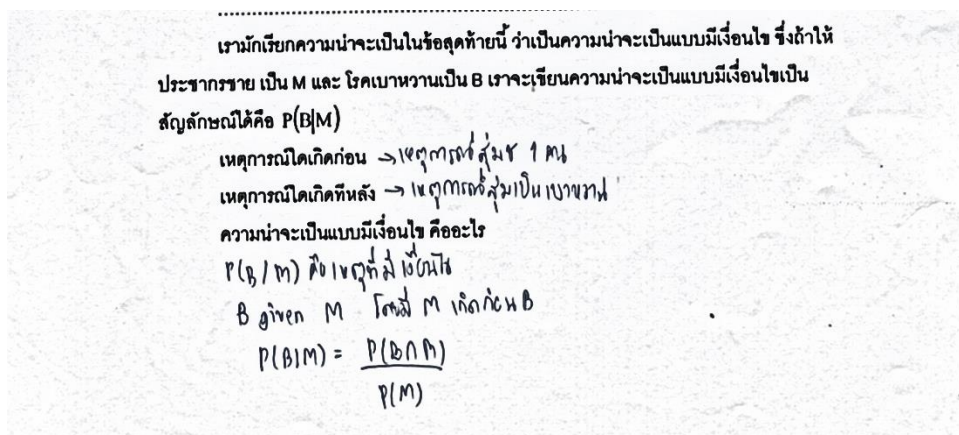 เรามักเรียกความน่าจะเป็นในข้อสุดท้ายนี้ ว่าเป็นความน่าจะเป็นแบบมีเงื่อนไข ซึ่งถ้าให้
ประชากรชาย เป็น M และ โรคเบาหวานเป็น B เราจะเขียนความน่าจะเป็นแบบมีเงื่อนไขเป็น
สัญลักษณ์ได้คือ P(B|M)
เหตุการณ์ใดเกิดก่อน → เหตุการณ์สุ่มช 1 คน
เหตุการณ์ใดเกิดทีหลัง → เหตุการณ์สุ่มเป็นเบาหวาน
ความน่าจะเป็นแบบมีเงื่อนไข คืออะไร
P(B/M) คือเหตุที่มีเงื่อนไข
B given M โดยมี M เกิดก่อน B
P(B|M) = P(B∩M)
P(M)